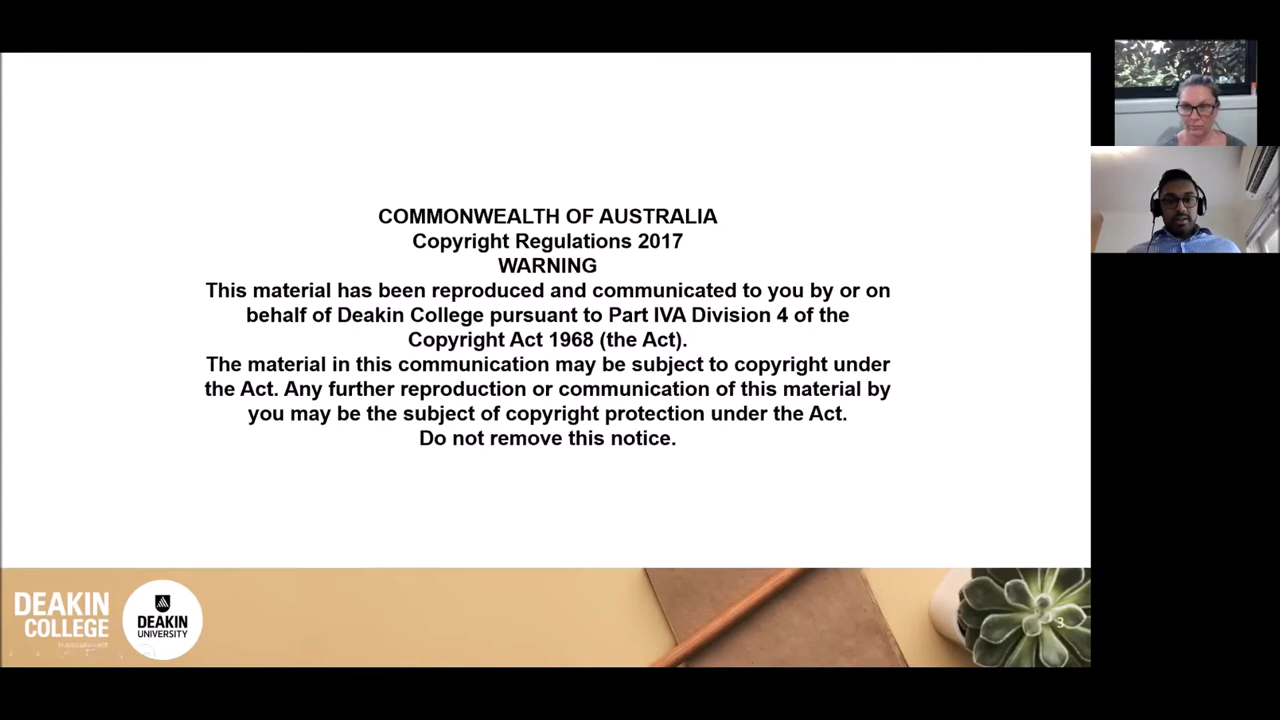 COMMONWEALTH OF AUSTRALIA
Copyright Regulations 2017
WARNING
This material has been reproduced and communicated to you by or on
behalf of Deakin College pursuant to Part IVA Division 4 of the
Copyright Act 1968 (the Act).
The material in this communication may be subject to copyright under
the Act. Any further reproduction or communication of this material by
you may be the subject of copyright protection under the Act.
Do not remove this notice.
DEAKIN
COLLEGE
DEAKIN
UNIVERSITY
3